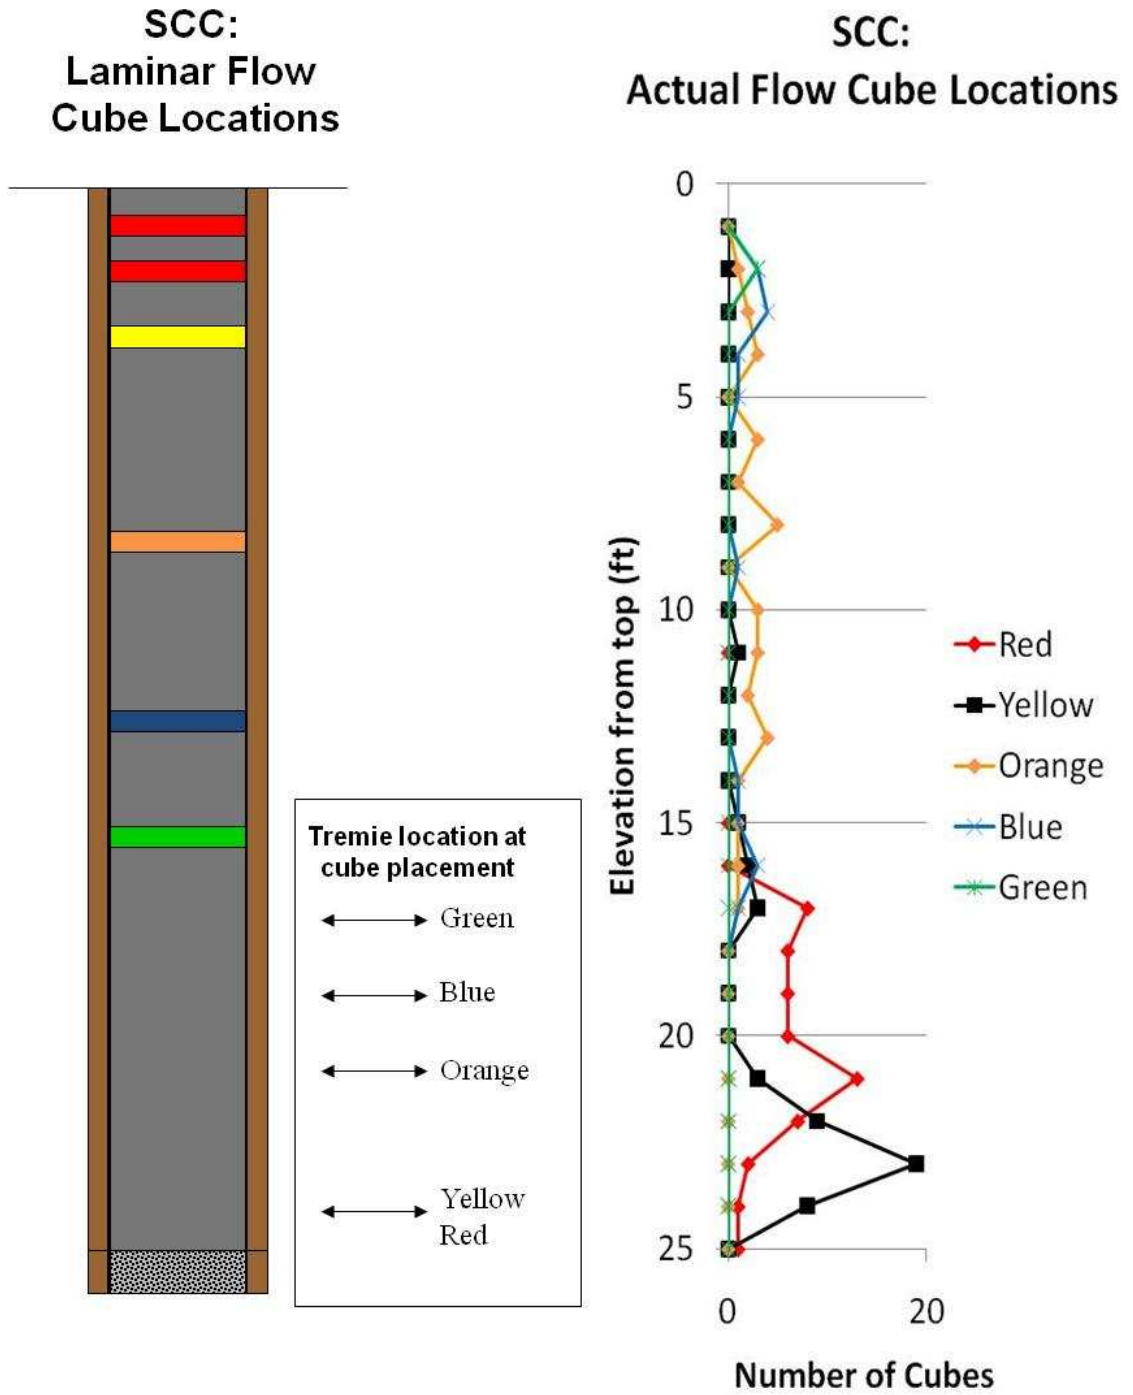 SCC:
Laminar Flow
Cube Locations
Tremie location at
cube placement
Green
Blue
Orange
Yellow
Red
SCC:
Actual Flow Cube Locations
Elevation from top (ft)
0
5
10
15
20
25
0
20
Number of Cubes
Red
Yellow
Orange
Blue
Green